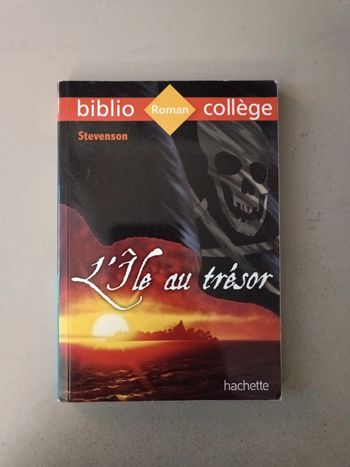 biblio Roman collège
Stevenson
L'Île au trésor
hachette